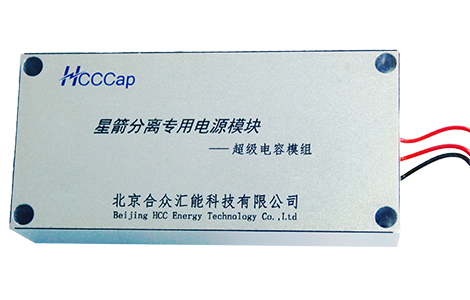 HCCCap
星箭分离专用电源模块
——超级电容模组
北京合众汇能科技有限公司
Beijing HCC Energy Technology Co.,Ltd